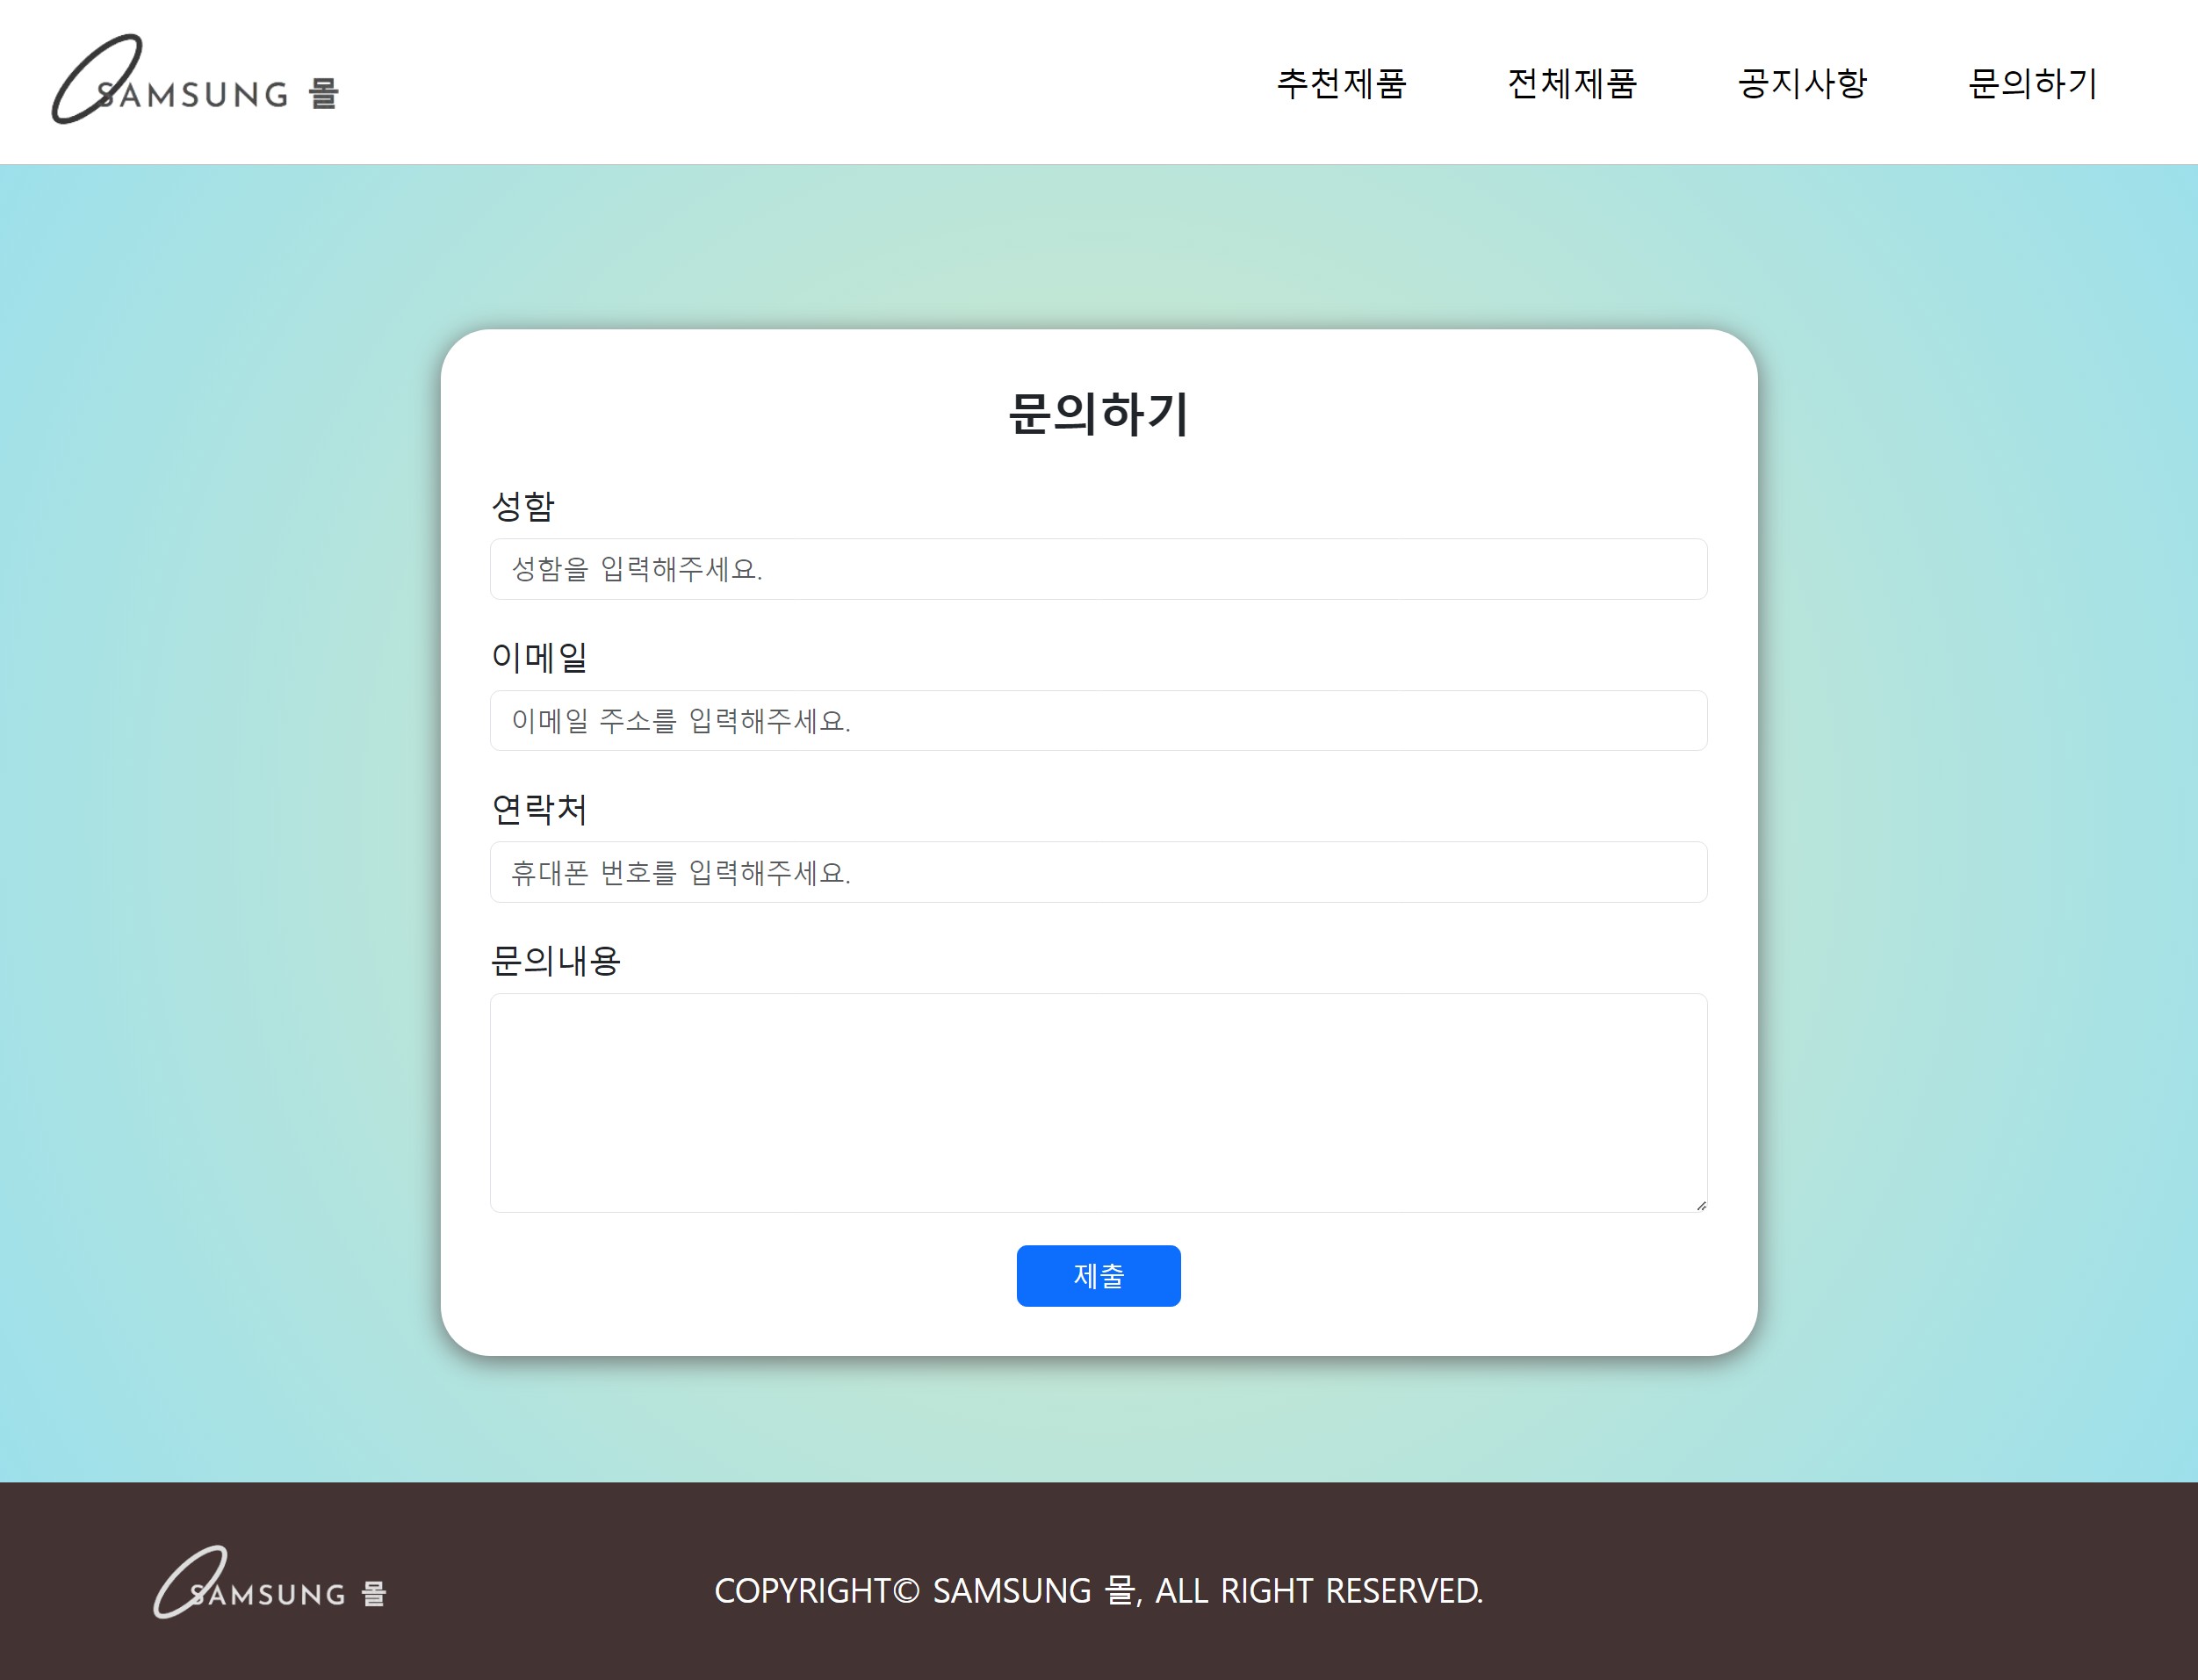 SAMSUNG 몰
추천제품 전체제품 공지사항 문의하기
문의하기
성함
성함을 입력해주세요.
이메일
이메일 주소를 입력해주세요.
연락처
휴대폰 번호를 입력해주세요.
문의내용
제출
SAMSUNG 몰
COPYRIGHT© SAMSUNG 몰, ALL RIGHT RESERVED.